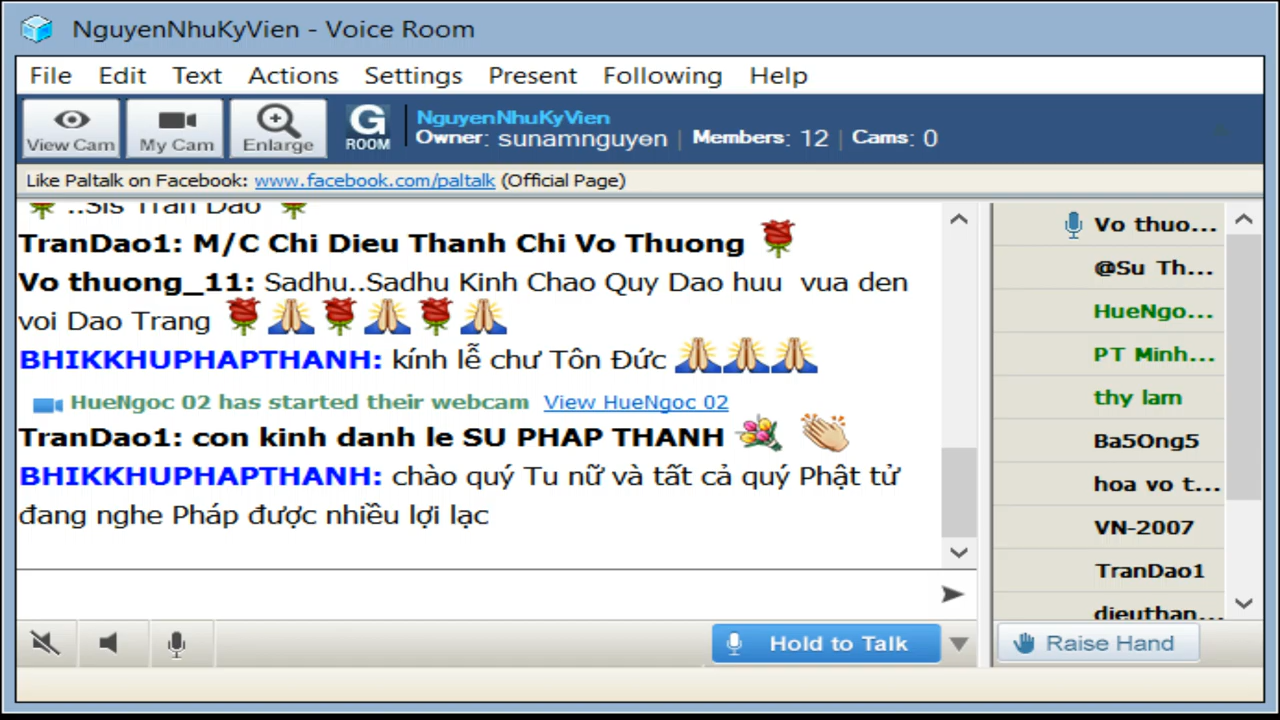 NguyenNhuKyVien - Voice Room
File Edit Text Actions Settings Present Following Help
View Cam My Cam Enlarge G ROOM
NguyenNhuKyVien
Owner: sunamnguyen | Members: 12 | Cams: 0
Like Paltalk on Facebook: www.facebook.com/paltalk (Official Page)
..Sis Tran Dao
TranDao1: M/C Chi Dieu Thanh Chi Vo Thuong
Vo thuong_11: Sadhu..Sadhu Kinh Chao Quy Dao huu vua den
voi Dao Trang
BHIKKHUPHAPTHANH: kính lễ chư Tôn Đức
HueNgoc 02 has started their webcam View HueNgoc 02
TranDao1: con kinh danh le SU PHAP THANH
BHIKKHUPHAPTHANH: chào quý Tu nữ và tất cả quý Phật tử
đang nghe Pháp được nhiều lợi lạc
Vo thuo...
@Su Th...
HueNgo...
PT Minh...
thy lam
Ba5Ong5
hoa vo t...
VN-2007
TranDao1
dieuthan...
Hold to Talk
Raise Hand